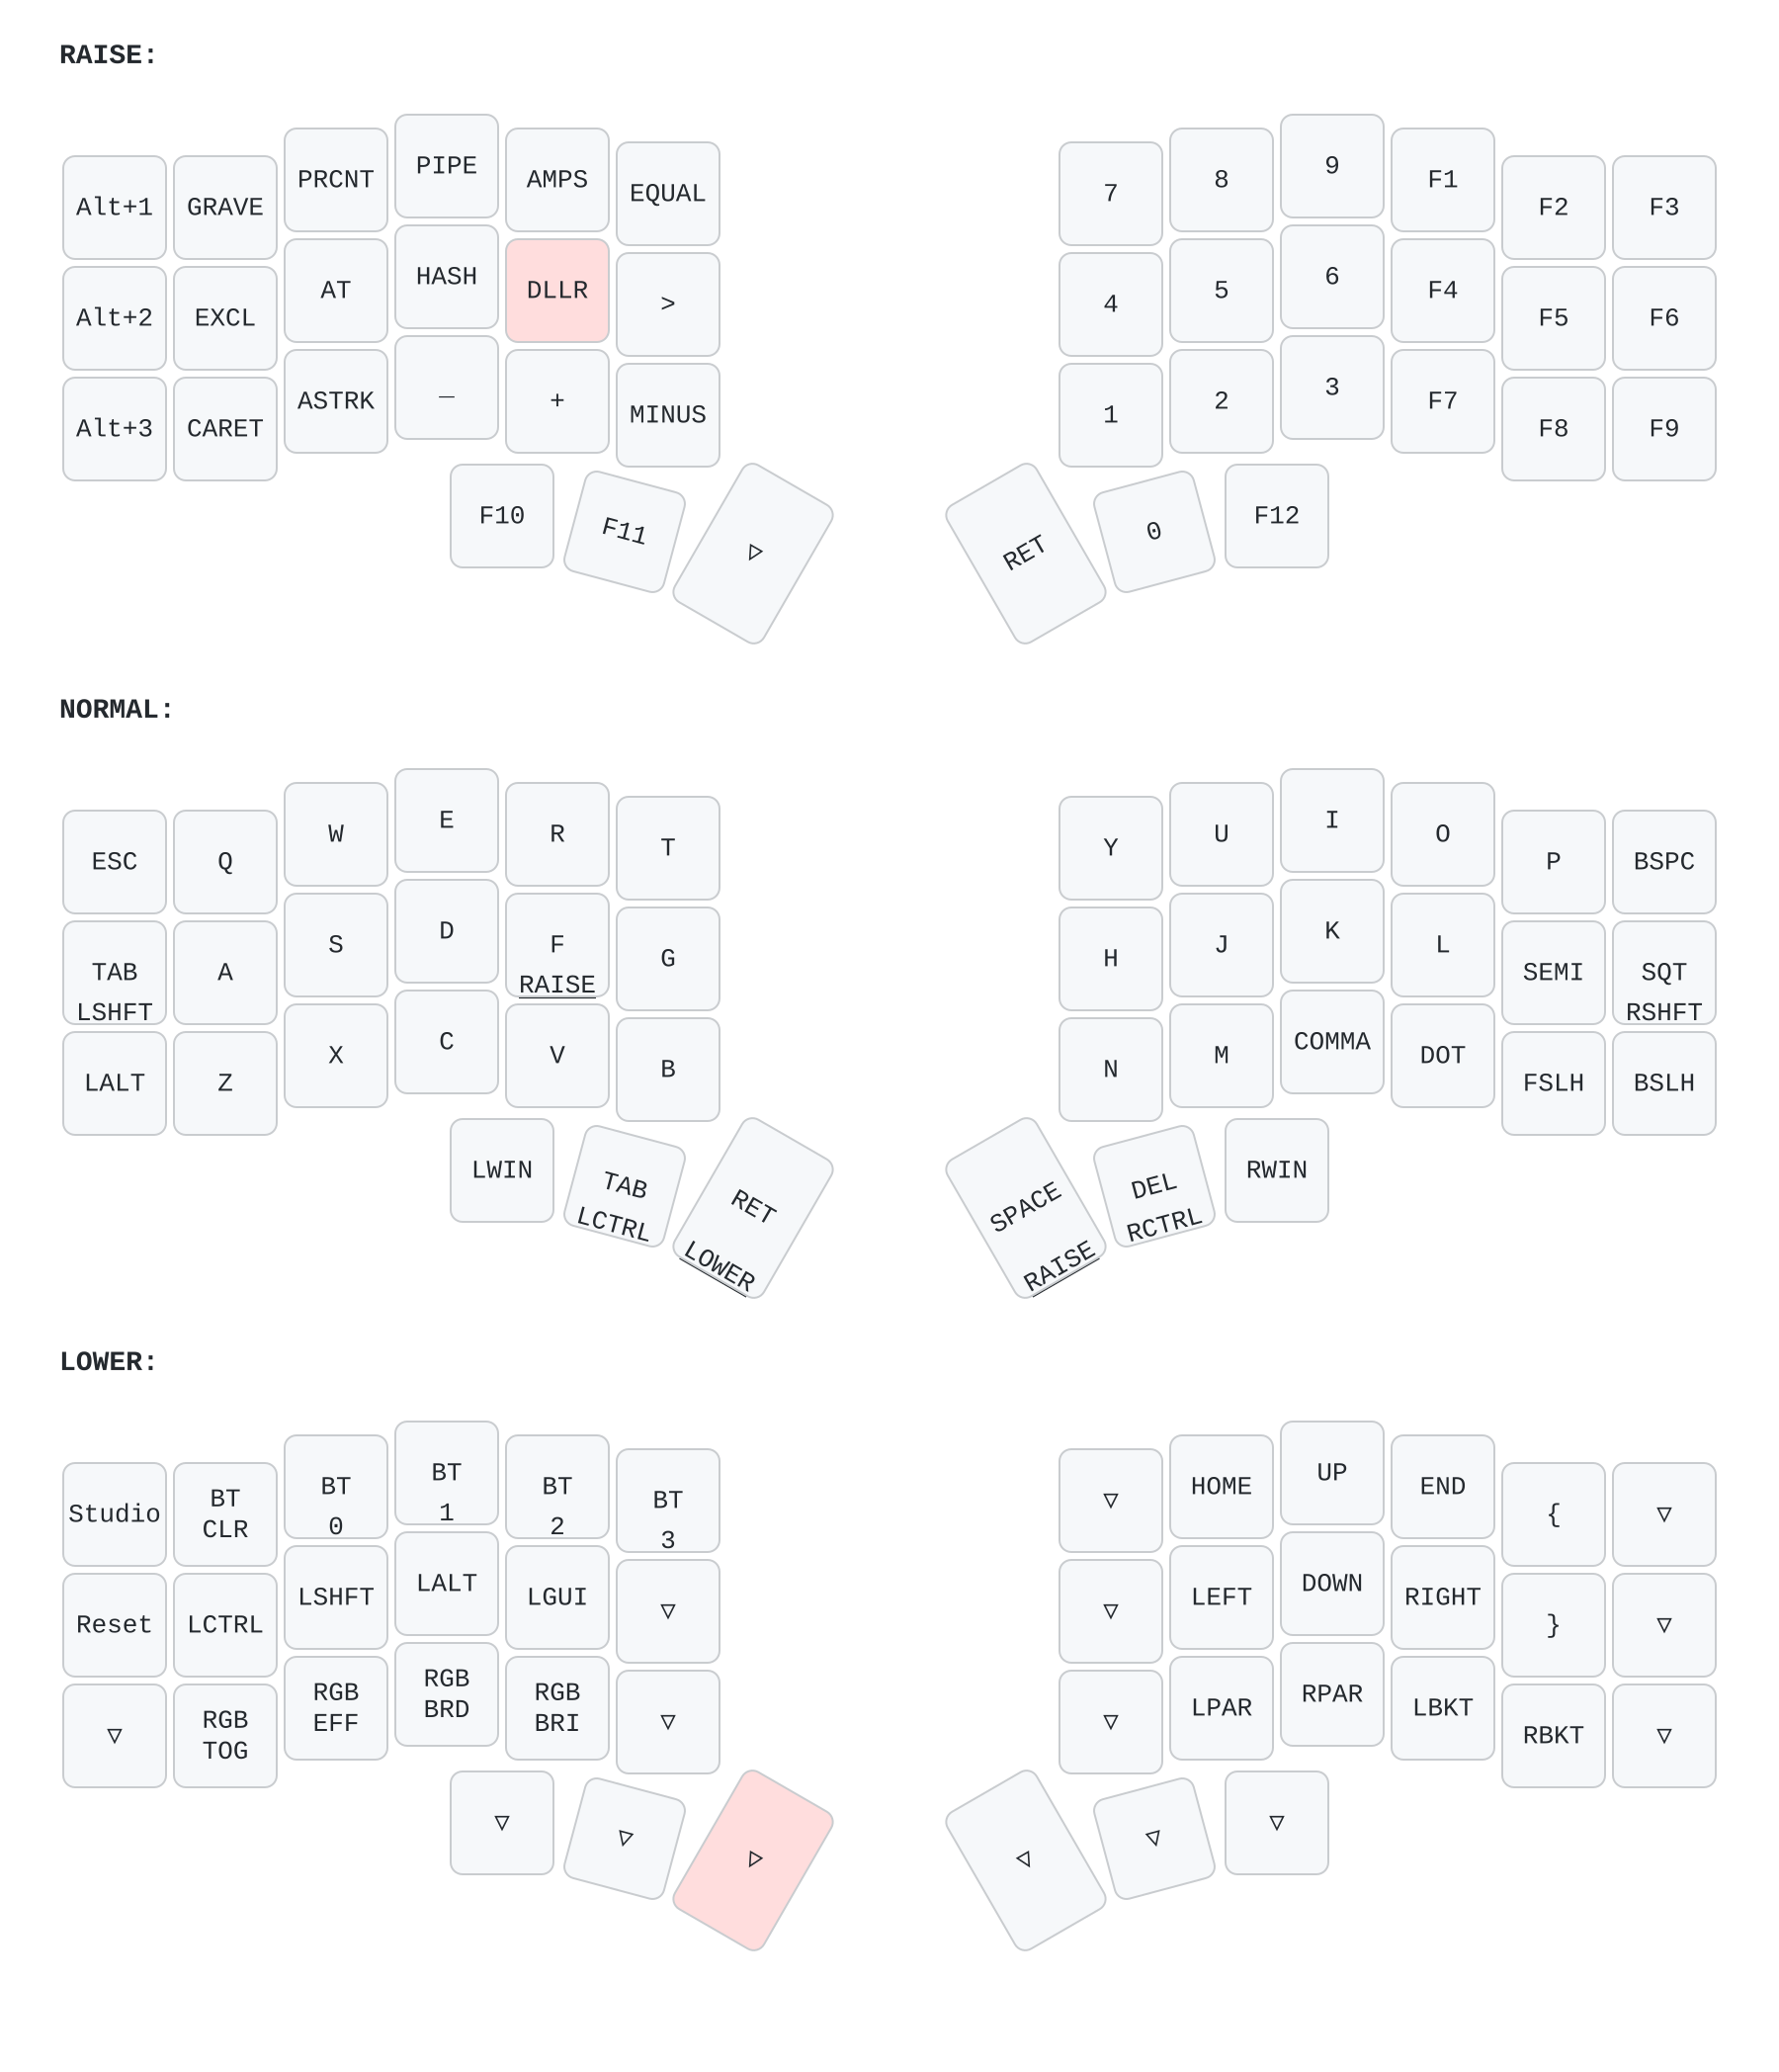 RAISE:
Alt+1 GRAVE PRCNT PIPE AMPS EQUAL 7 8 9 F1 F2 F3
Alt+2 EXCL AT HASH DLLR > 4 5 6 F4 F5 F6
Alt+3 CARET ASTRK _ + MINUS 1 2 3 F7 F8 F9
F10 F11 ▽ RET 0 F12
NORMAL:
ESC Q W E R T Y U I O P BSPC
TAB A S D F G H J K L SEMI SQT
LSHFT RAISE RSHFT
LALT Z X C V B N M COMMA DOT FSLH BSLH
LWIN TAB RET SPACE DEL RWIN
LCTRL LOWER RAISE RCTRL
LOWER:
Studio BT CLR BT 0 BT 1 BT 2 BT 3 ▽ HOME UP END { ▽
Reset LCTRL LSHFT LALT LGUI ▽ ▽ LEFT DOWN RIGHT } ▽
▽ RGB TOG RGB EFF RGB BRD RGB BRI ▽ ▽ LPAR RPAR LBKT RBKT ▽
▽ ▽ ▽ ▽ ▽ ▽